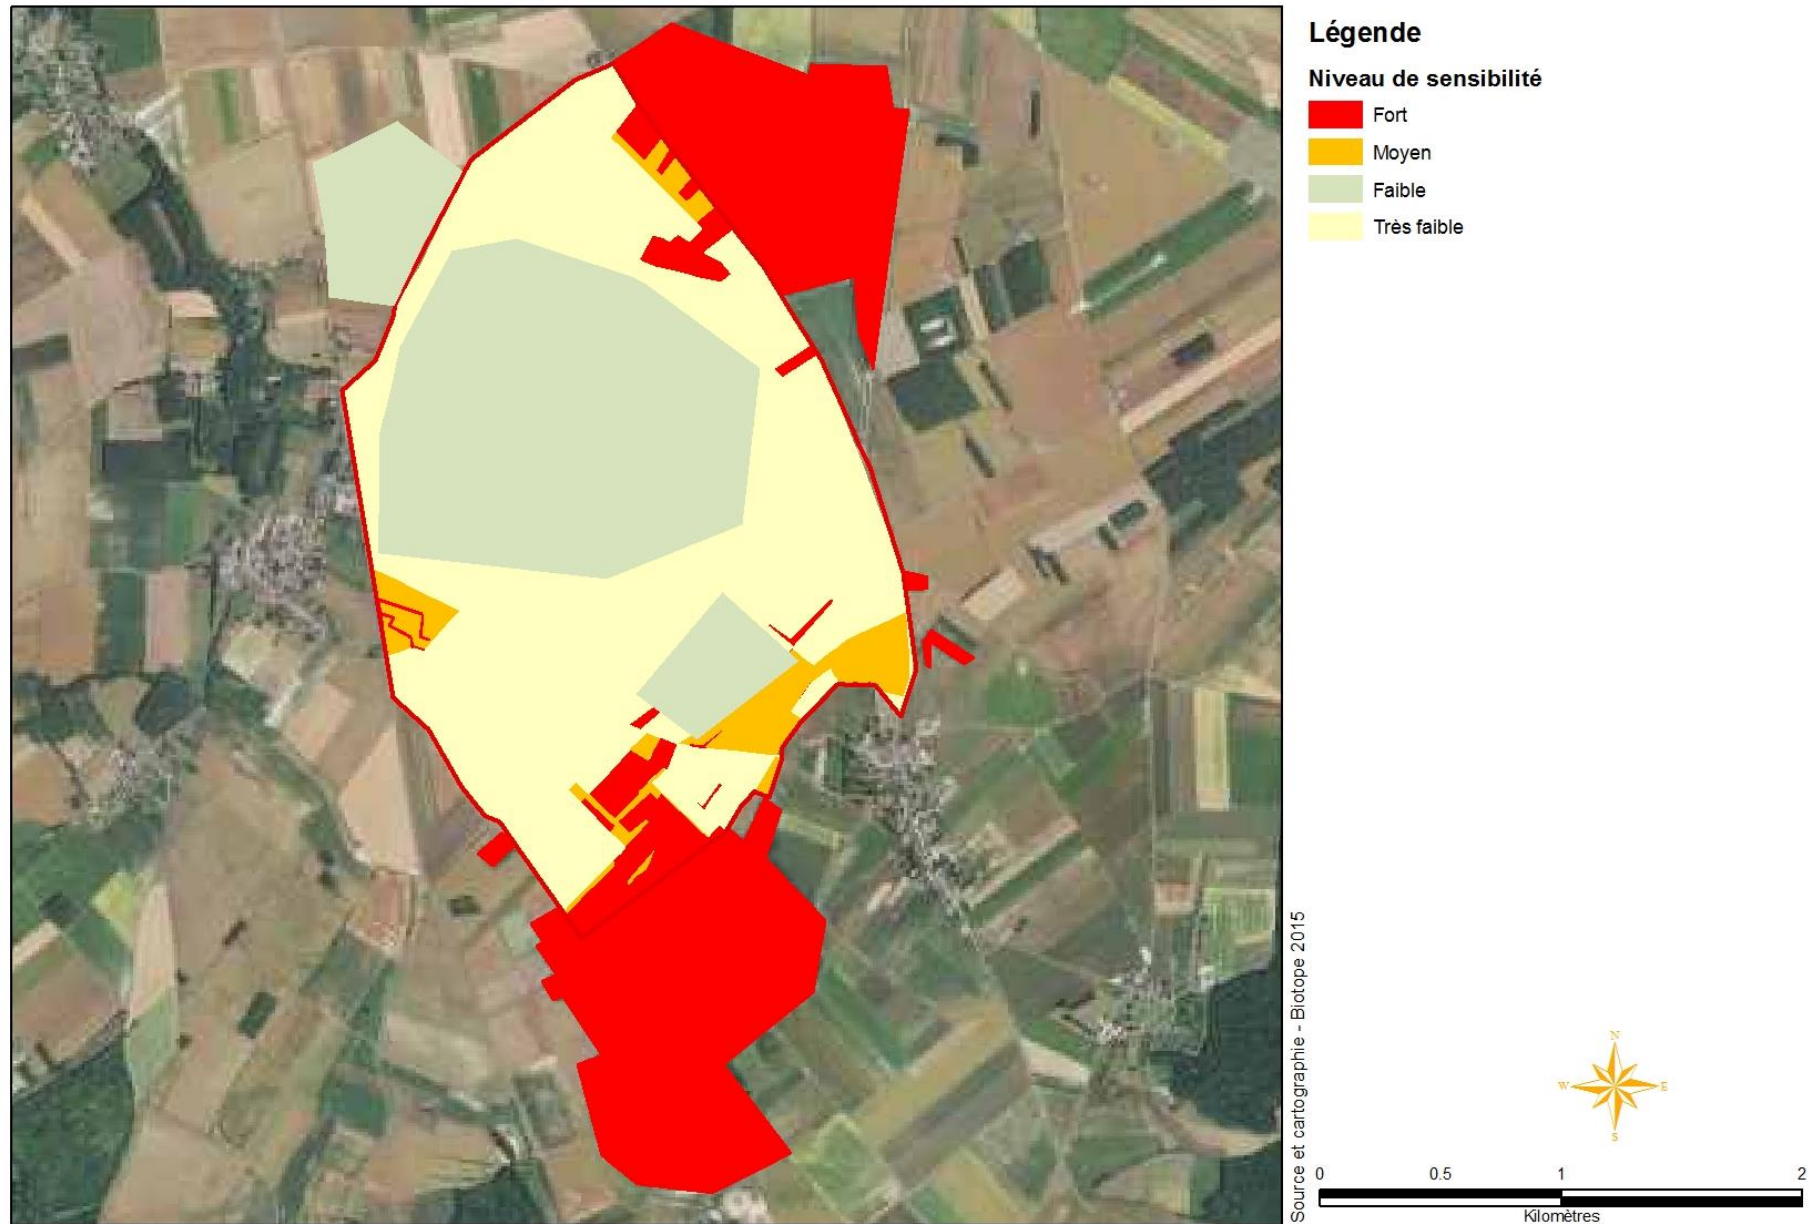 Légende
Niveau de sensibilité
Fort
Moyen
Faible
Très faible
Source et cartographie - Biotope 2015
N
W E
S
0 0.5 1 2
Kilomètres